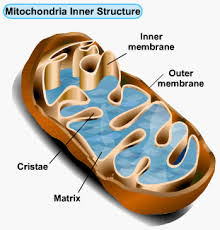 Mitochondria Inner Structure
Inner
membrane
Outer
membrane
Cristae
Matrix